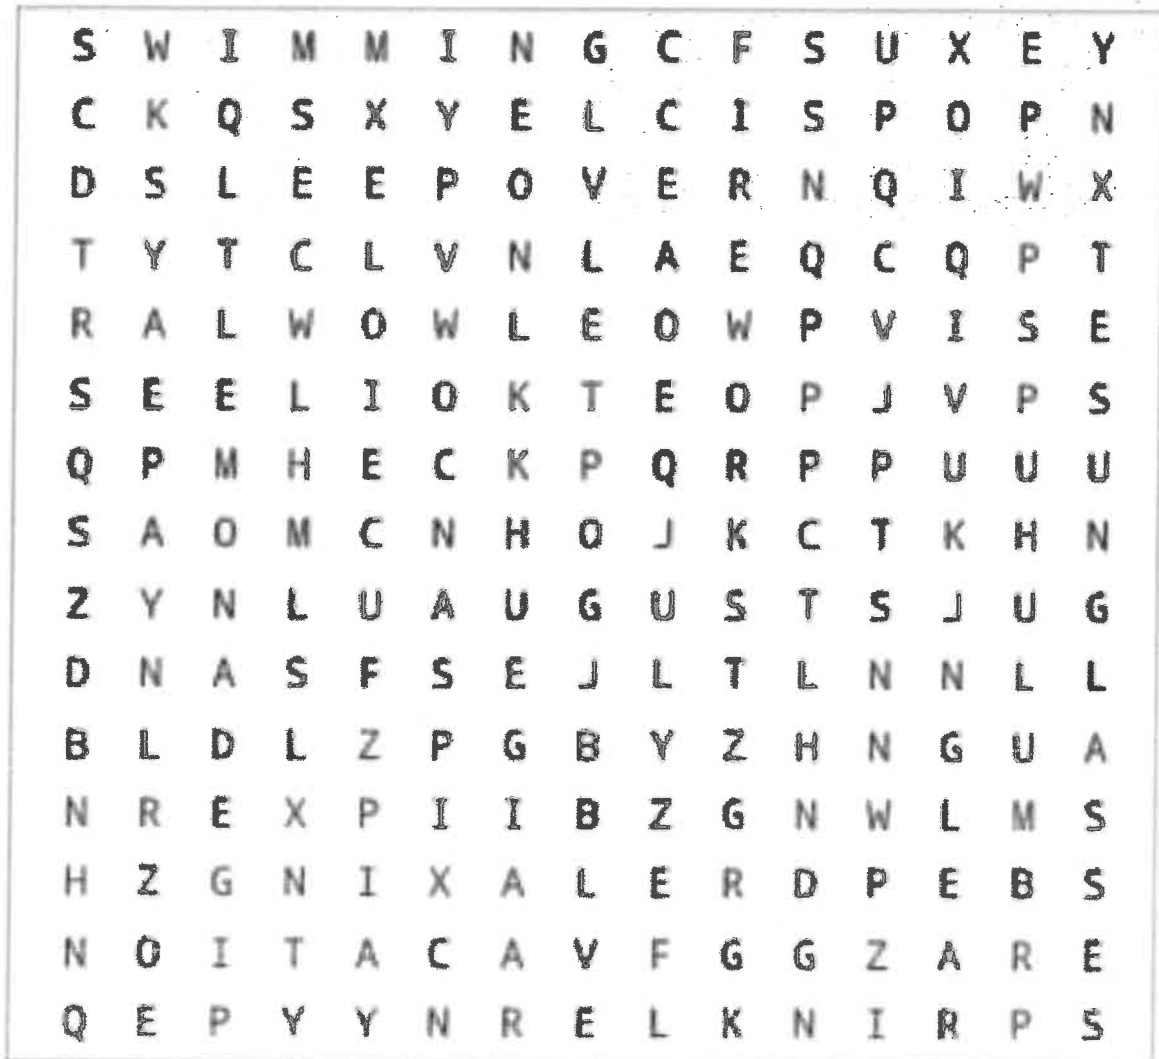 S W I M M I N G C F S U X E Y
C K Q S X Y E L C I S P O P N
D S L E E P O V E R N Q I W X
T Y T C L V N L A E Q C Q P T
R A L W O W L E O W P V I S E
S E E L I O K T E O P J V P S
Q P M H E C K P Q R P P U U U
S A O M C N H O J K C T K H N
Z Y N L U A U G U S T S J U G
D N A S F S E J L T L N N L L
B L D L Z P G B Y Z H N G U A
N R E X P I I B Z G N W L M S
H Z G N I X A L E R D P E B S
N O I T A C A V F G G Z A R E
Q E P Y Y N R E L K N I R P S